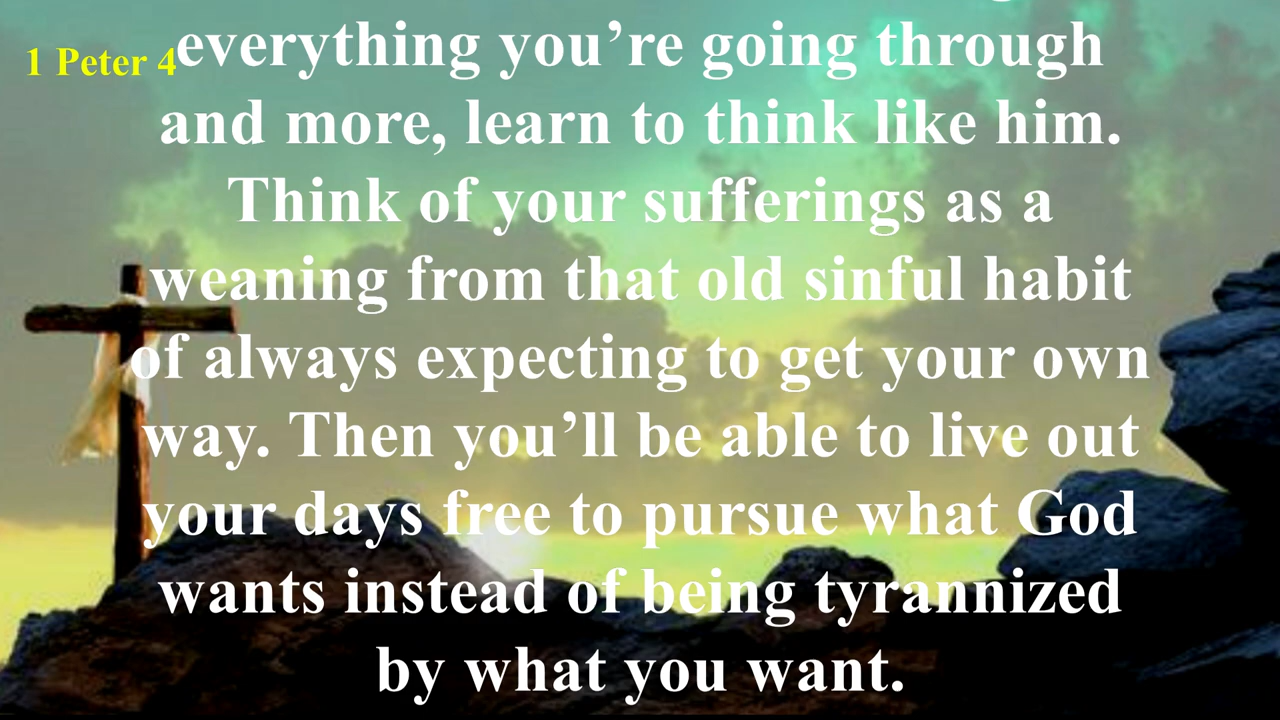 1 Peter 4
everything you’re going through
and more, learn to think like him.
Think of your sufferings as a
weaning from that old sinful habit
of always expecting to get your own
way. Then you’ll be able to live out
your days free to pursue what God
wants instead of being tyrannized
by what you want.